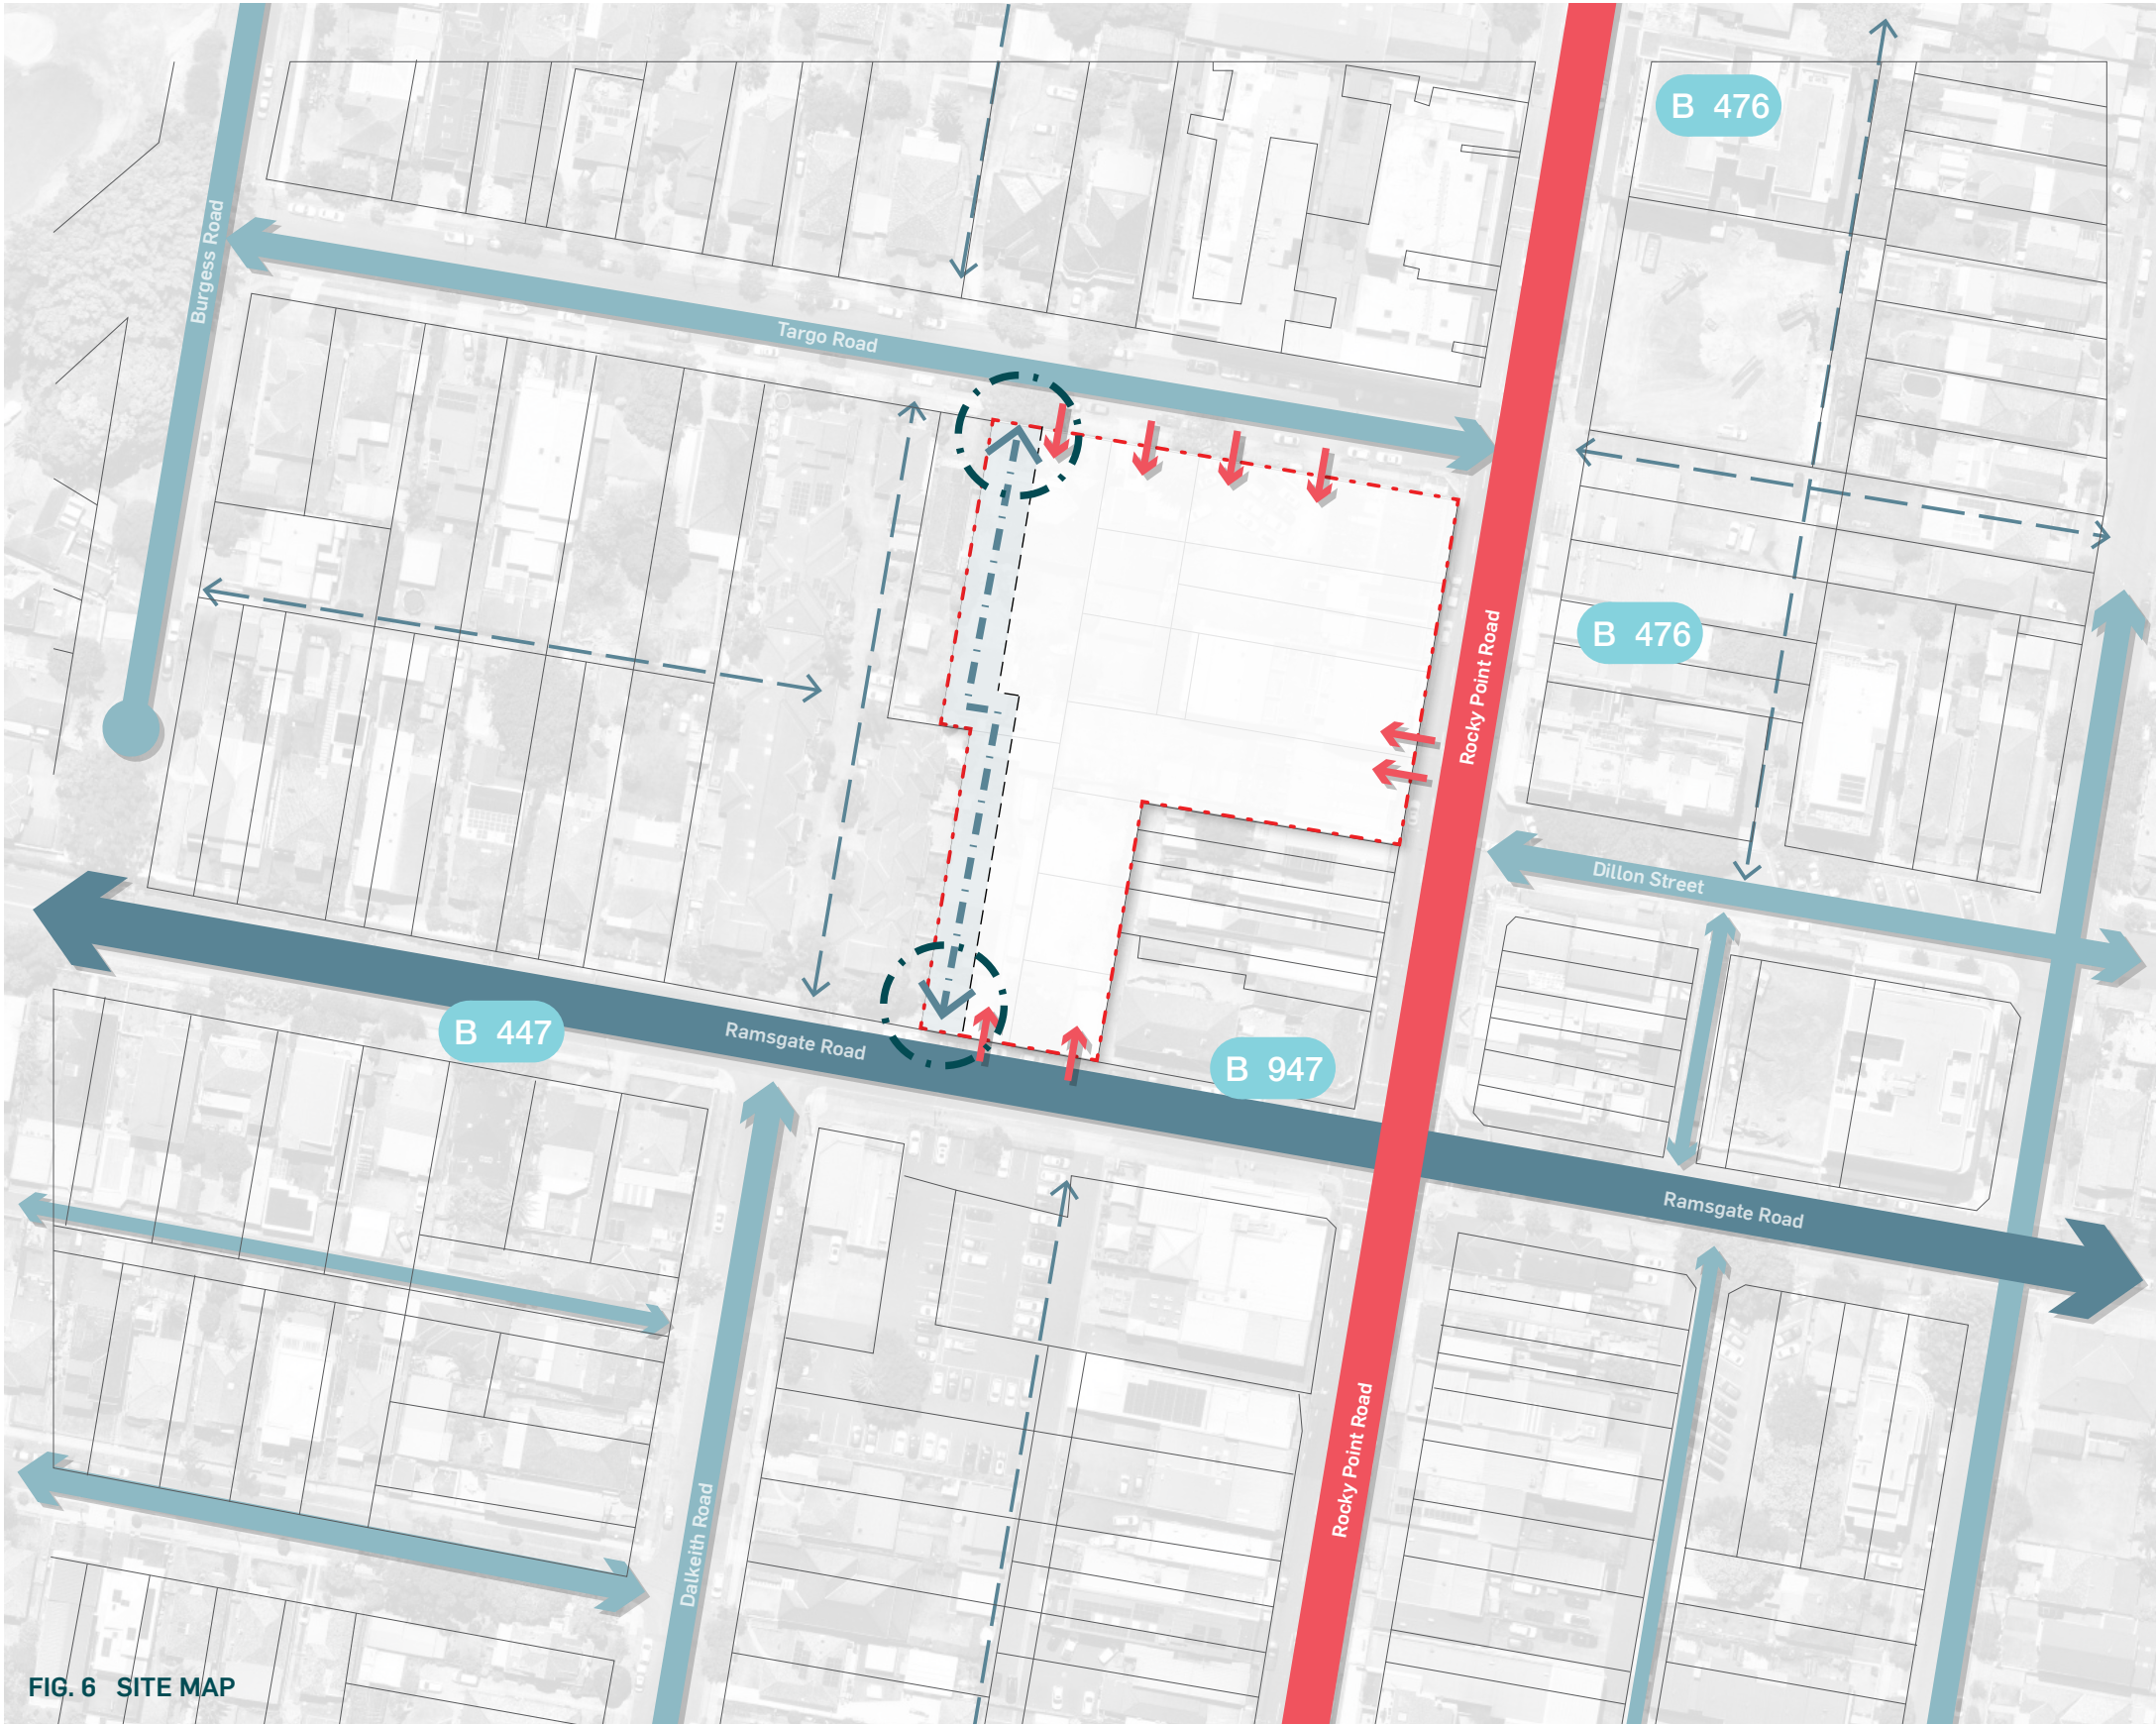 B 476
Burgess Road
Targo Road
Rocky Point Road
B 476
Dillon Street
B 447
Ramsgate Road
B 947
Ramsgate Road
Rocky Point Road
Dalkeith Road
FIG. 6 SITE MAP